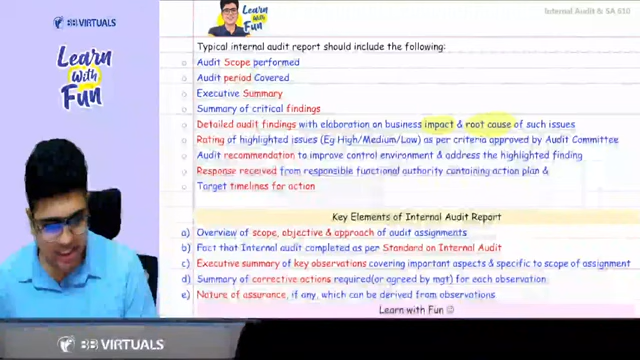 BB VIRTUALS
Learn
With
Fun
Internal Audit & SA 610
Learn
With
Fun
Typical internal audit report should include the following:
Audit Scope performed
Audit period Covered
Executive Summary
Summary of critical findings
Detailed audit findings with elaboration on business impact & root cause of such issues
Rating of highlighted issues (Eg High/Medium/Low) as per criteria approved by Audit Committee
Audit recommendation to improve control environment & address the highlighted finding
Response received from responsible functional authority containing action plan &
Target timelines for action
Key Elements of Internal Audit Report
a) Overview of scope, objective & approach of audit assignments
b) Fact that Internal audit completed as per Standard on Internal Audit
c) Executive summary of key observations covering important aspects & specific to scope of assignment
d) Summary of corrective actions required(or agreed by mgt) for each observation
e) Nature of assurance, if any, which can be derived from observations
Learn with Fun ☺
BB VIRTUALS